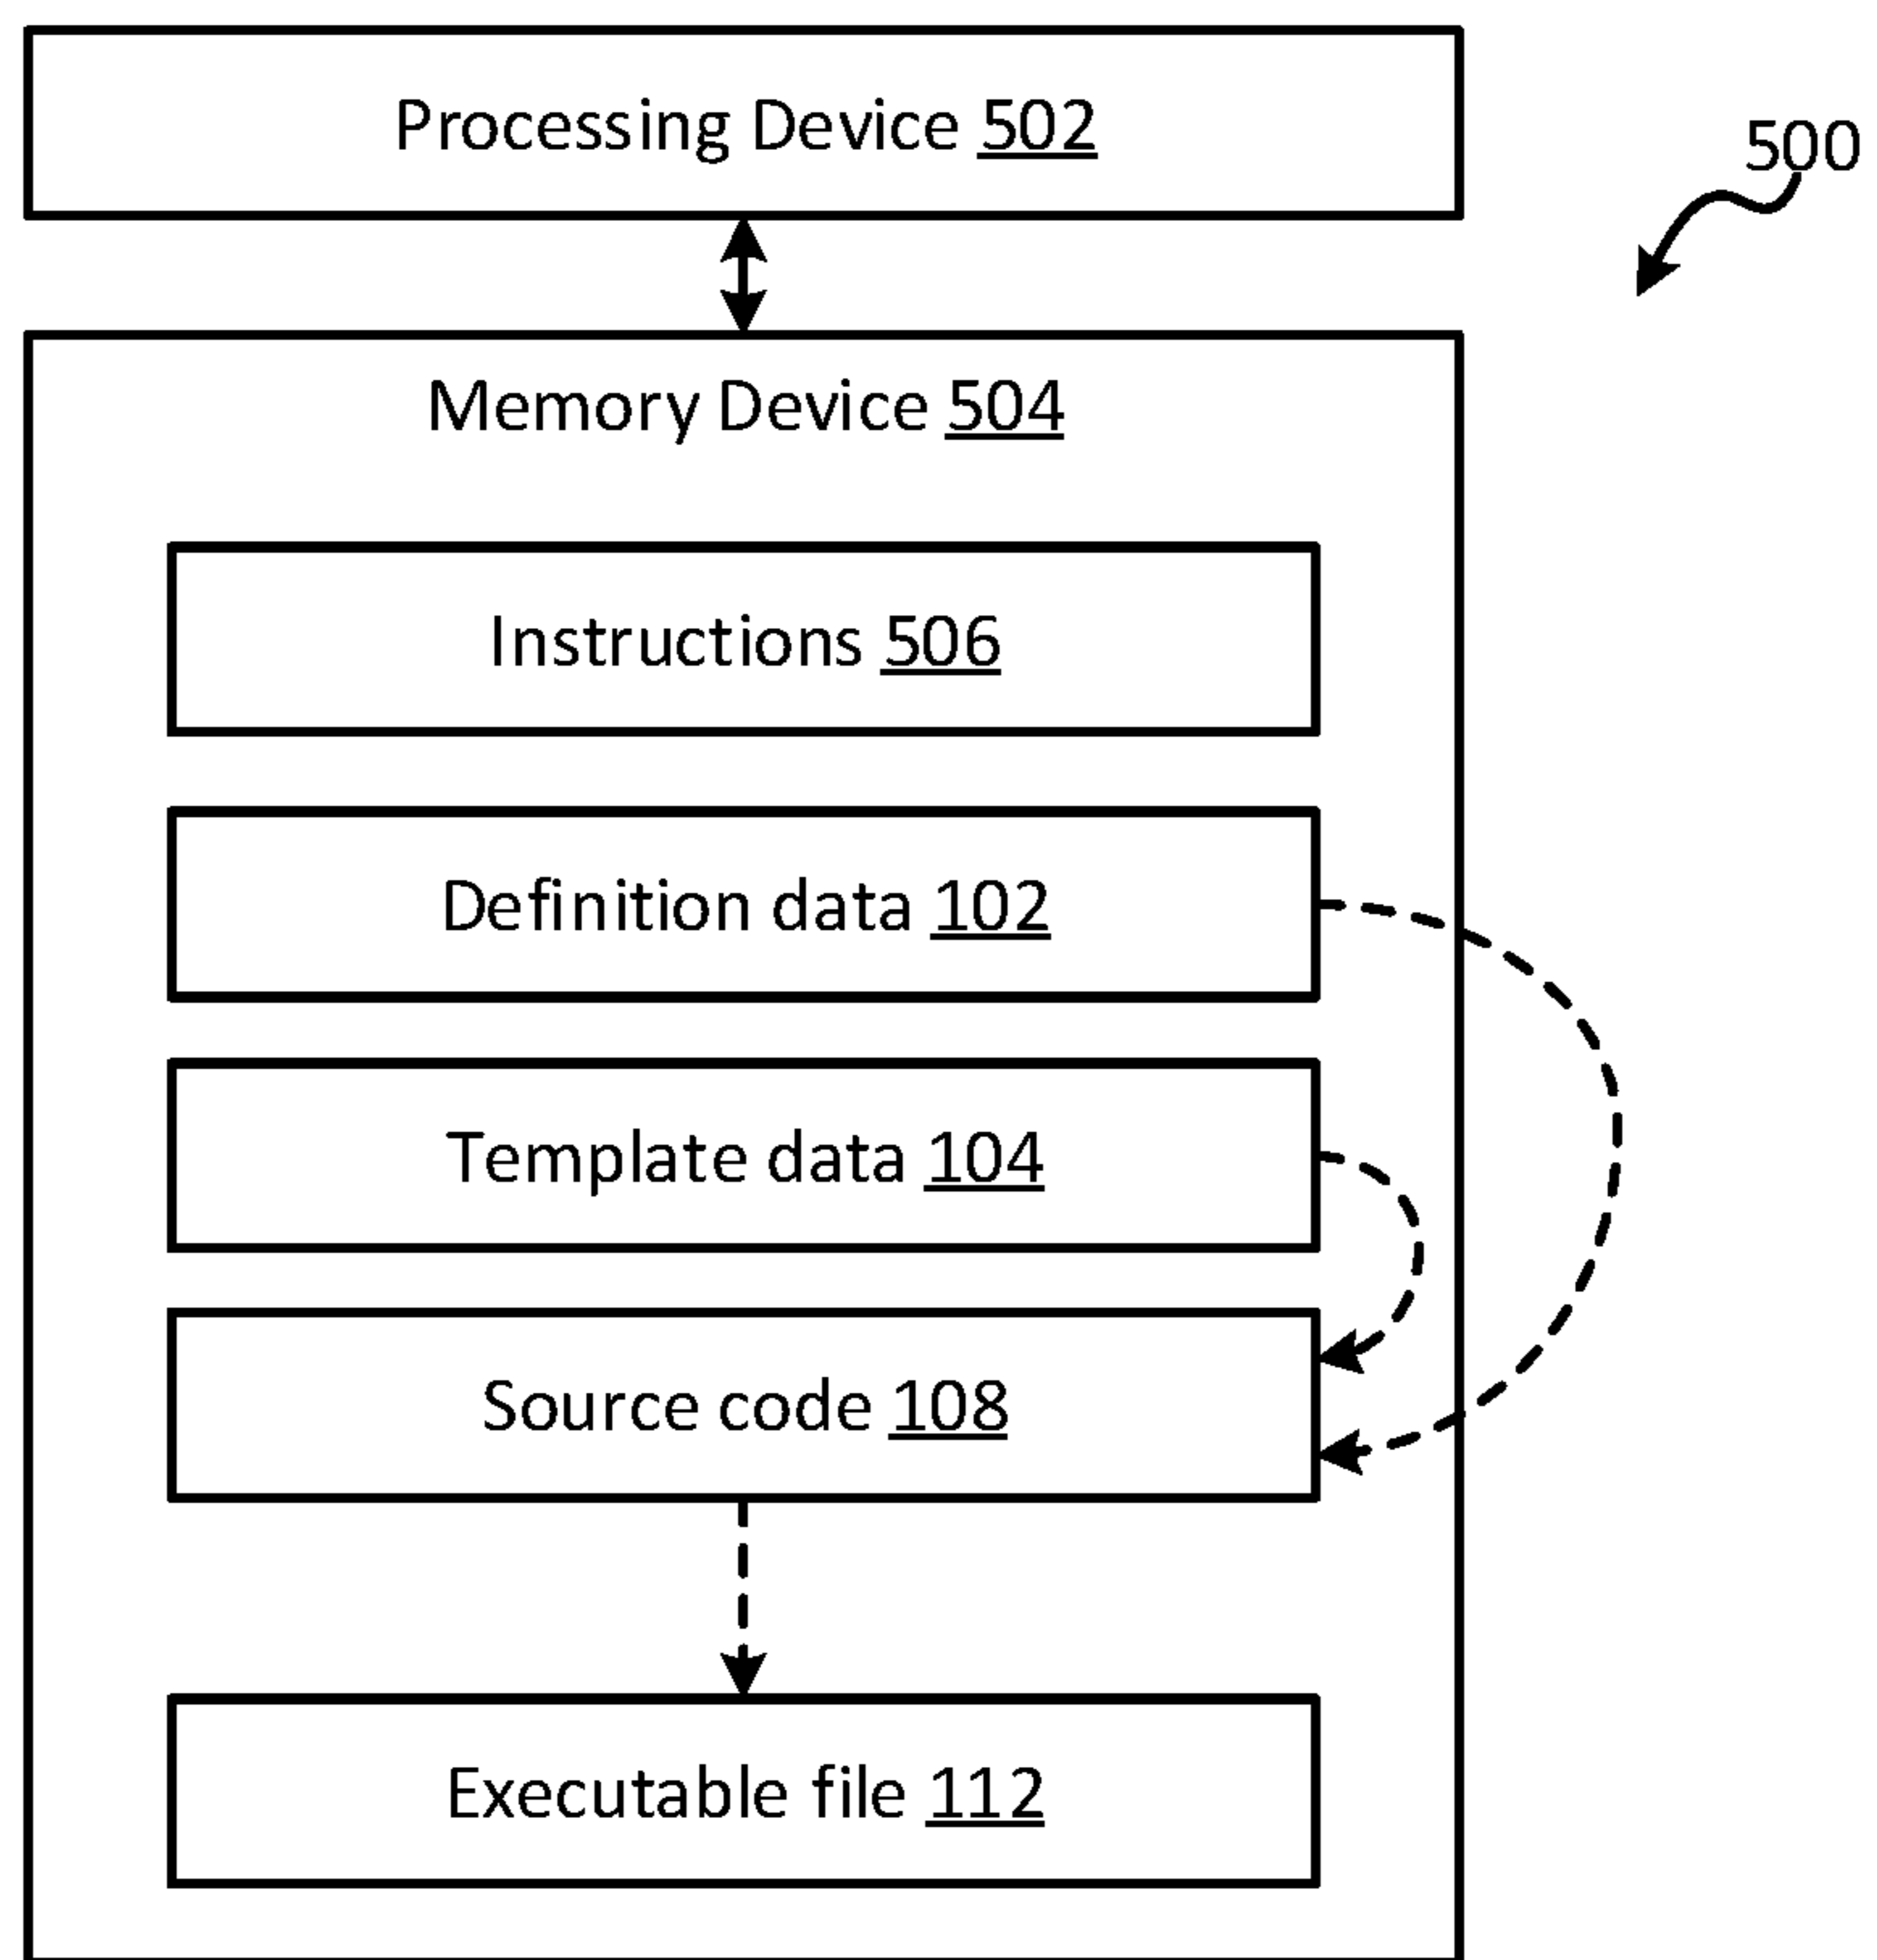 Processing Device 502
500
Memory Device 504
Instructions 506
Definition data 102
Template data 104
Source code 108
Executable file 112